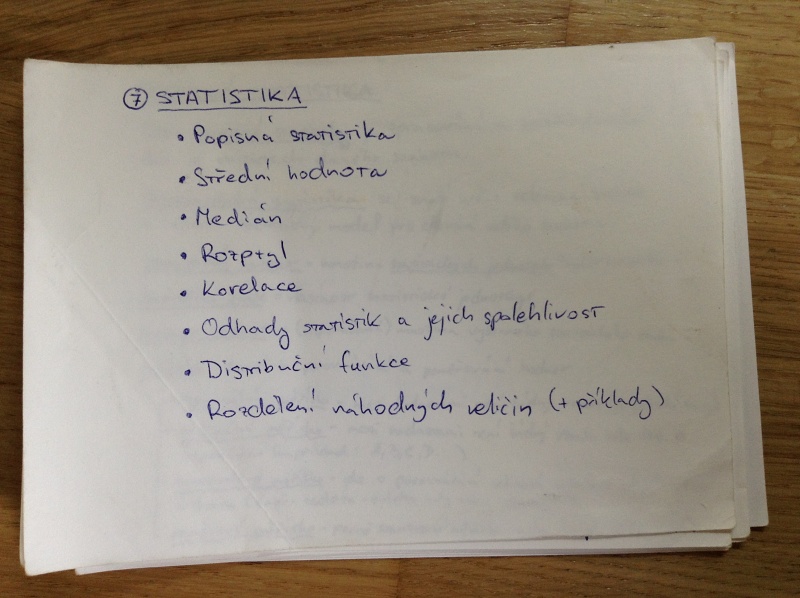 ⑦ STATISTIKA
• Popisná statistika
• Střední hodnota
• Medián
• Rozptyl
• Korelace
• Odhady statistik a jejich spolehlivost
• Distribuční funkce
• Rozdělení náhodných veličin (+ příklady)